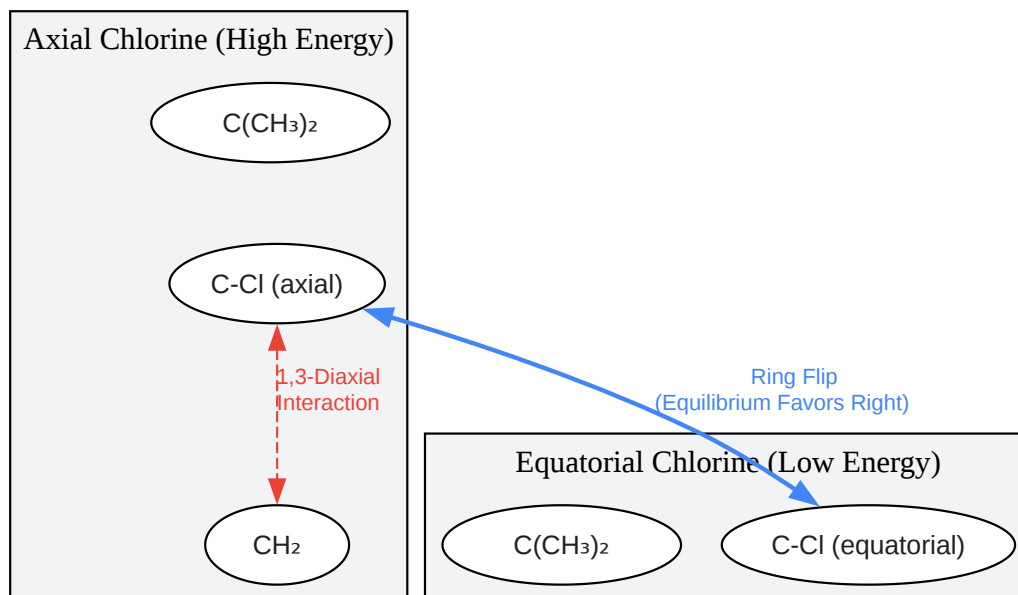 Axial Chlorine (High Energy)
C(CH₃)₂
C-Cl (axial)
1,3-Diaxial
Interaction
CH₂
Ring Flip
(Equilibrium Favors Right)
Equatorial Chlorine (Low Energy)
C(CH₃)₂
C-Cl (equatorial)